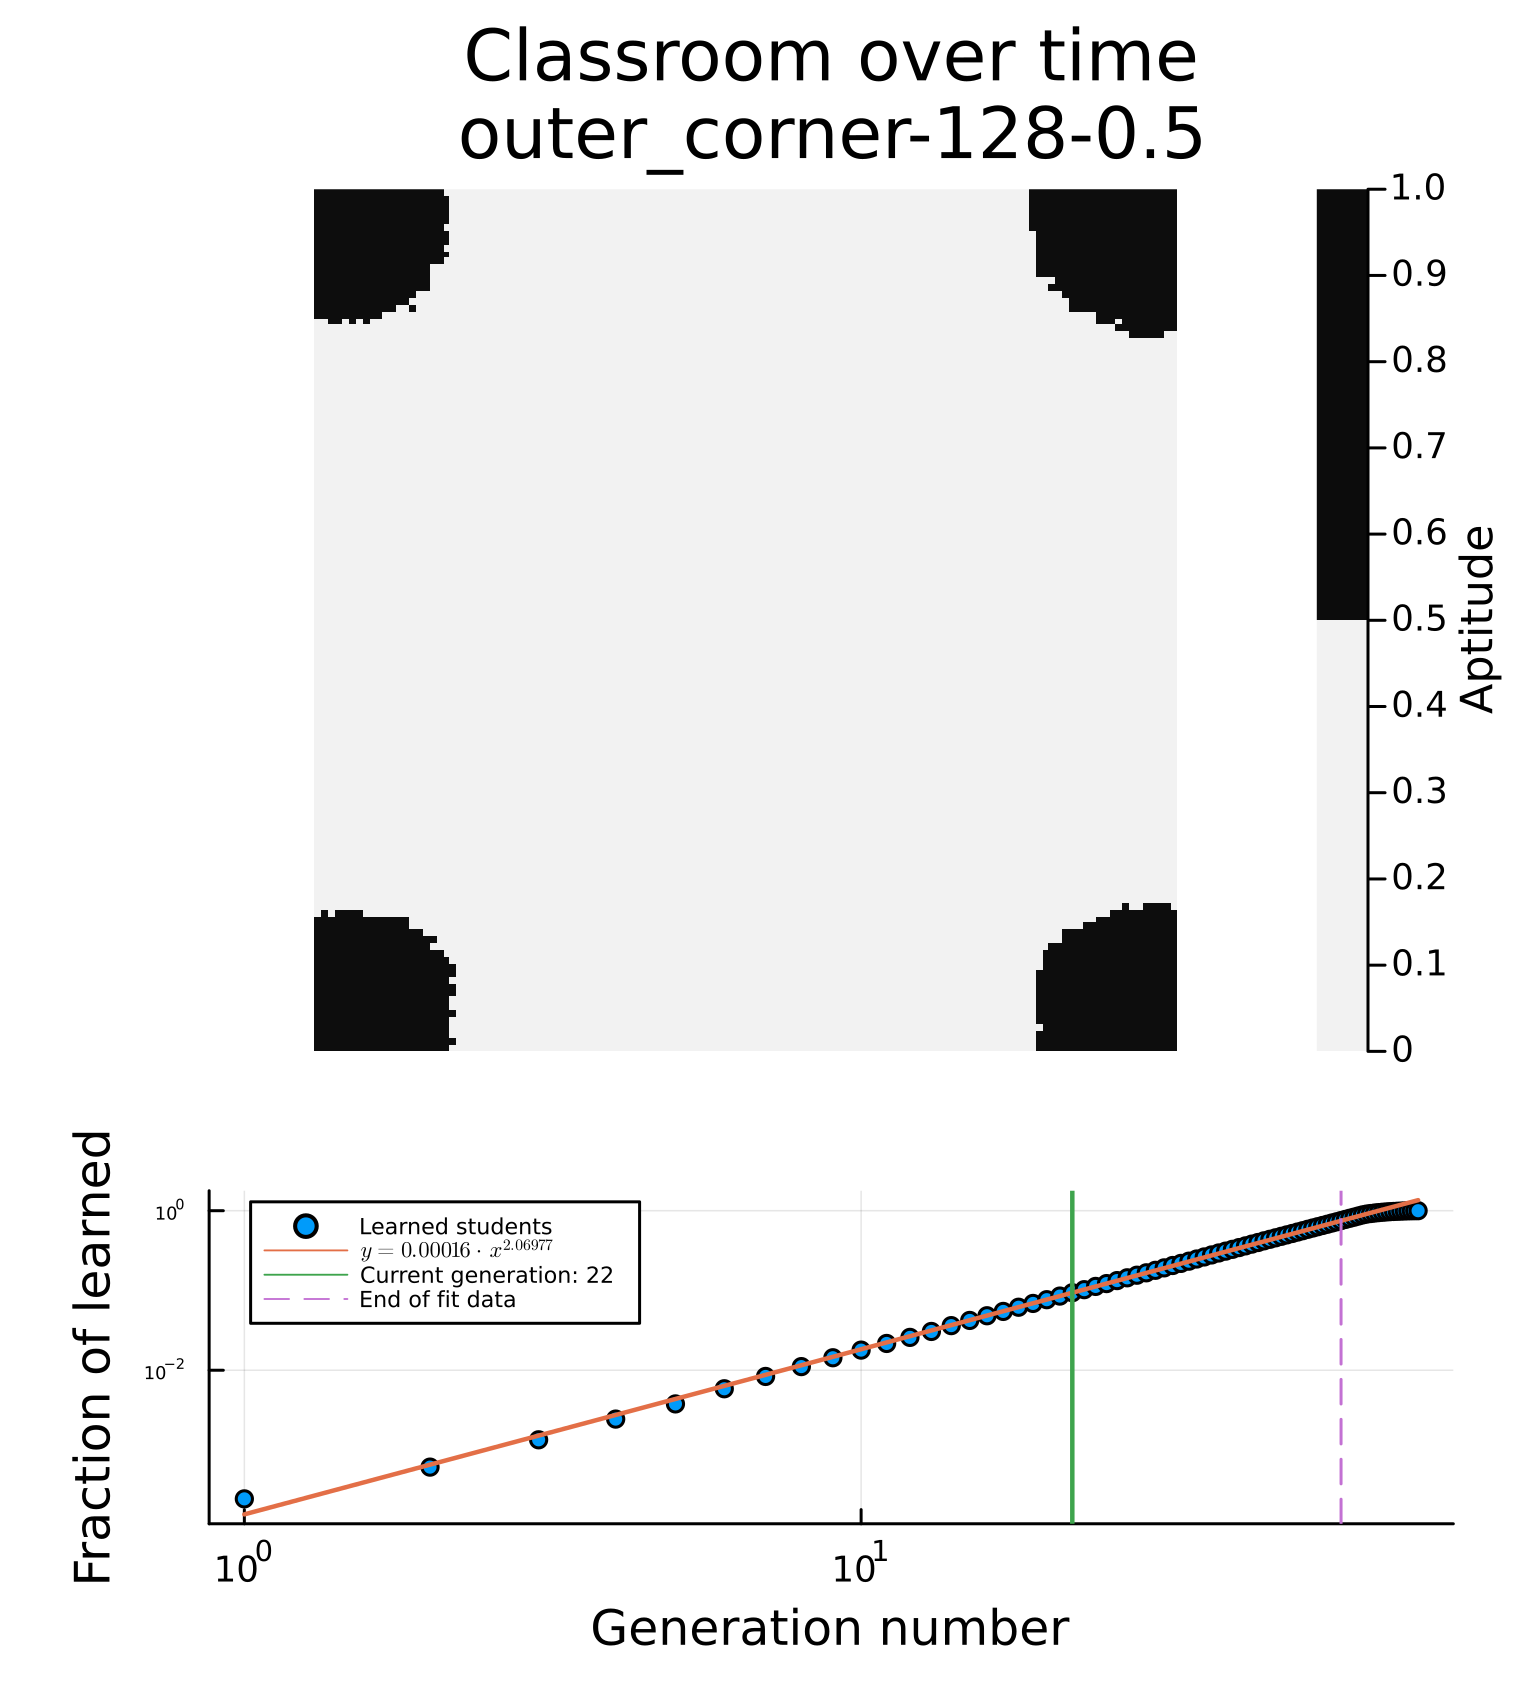 Classroom over time
outer_corner-128-0.5
1.0
0.9
0.8
0.7
0.6
0.5
0.4
0.3
0.2
0.1
0
Aptitude
Fraction of learned
10^0
10^-2
Learned students
y = 0.00016 · x^2.06977
Current generation: 22
End of fit data
10^0
10^1
Generation number